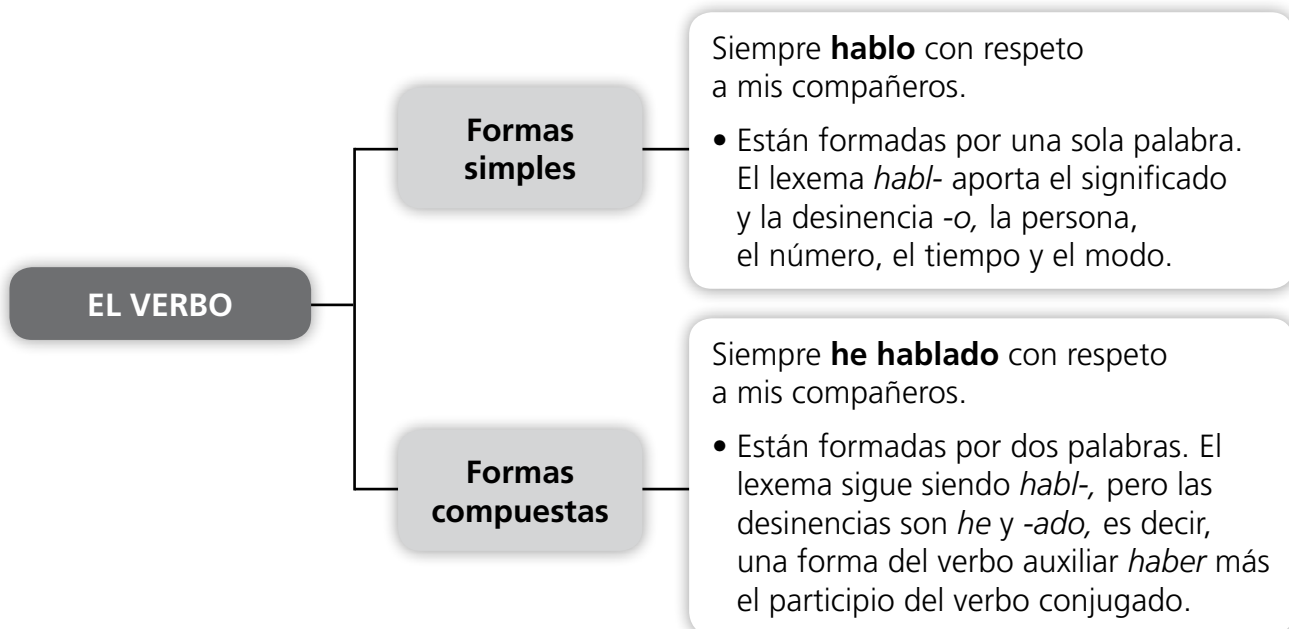 EL VERBO
Formas
simples
Siempre hablo con respeto
a mis compañeros.
• Están formadas por una sola palabra.
El lexema habl- aporta el significado
y la desinencia -o, la persona,
el número, el tiempo y el modo.
Formas
compuestas
Siempre he hablado con respeto
a mis compañeros.
• Están formadas por dos palabras. El
lexema sigue siendo habl-, pero las
desinencias son he y -ado, es decir,
una forma del verbo auxiliar haber más
el participio del verbo conjugado.